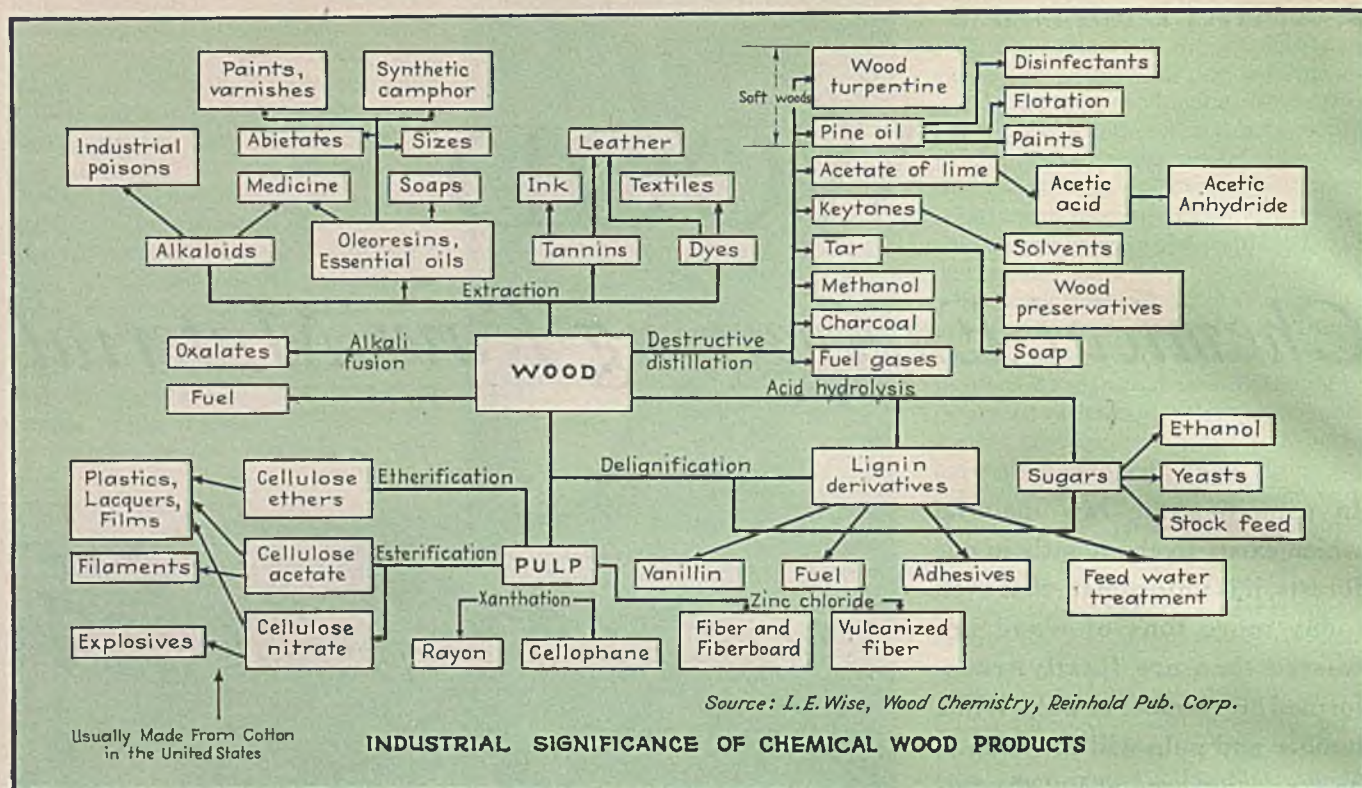 Paints,
varnishes
Synthetic
camphor
Abietates
Sizes
Industrial
poisons
Medicine
Soaps
Leather
Ink
Textiles
Alkaloids
Oleoresins,
Essential oils
Tannins
Dyes
Extraction
Soft woods
Wood
turpentine
Pine oil
Disinfectants
Flotation
Paints
Acetate of lime
Acetic
acid
Acetic
Anhydride
Keytones
Solvents
Tar
Wood
preservatives
Methanol
Charcoal
Soap
Fuel gases
Oxalates
Alkali
fusion
WOOD
Destructive
distillation
Fuel
Acid hydrolysis
Delignification
Lignin
derivatives
Sugars
Ethanol
Yeasts
Stock feed
Vanillin
Fuel
Adhesives
Feed water
treatment
Plastics,
Lacquers,
Films
Cellulose
ethers
Etherification
Filaments
Cellulose
acetate
Esterification
PULP
Explosives
Cellulose
nitrate
Xanthation
Rayon
Cellophane
Zinc chloride
Fiber and
Fiberboard
Vulcanized
fiber
Usually Made From Cotton
in the United States
Source: L.E. Wise, Wood Chemistry, Reinhold Pub. Corp.
INDUSTRIAL SIGNIFICANCE OF CHEMICAL WOOD PRODUCTS